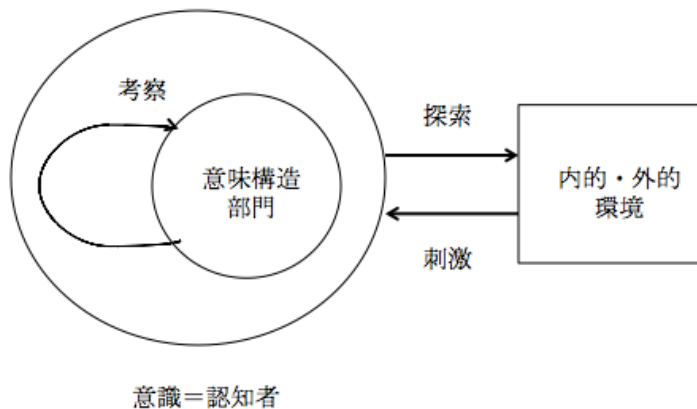 考察
探索
意味構造
部門
内的・外的
環境
刺激
意識＝認知者